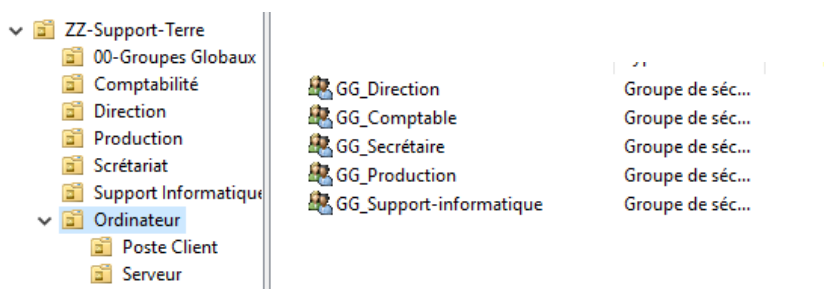 ZZ-Support-Terre
00-Groupes Globaux
Comptabilité
Direction
Production
Scrétariat
Support Informatique
Ordinateur
Poste Client
Serveur
GG_Direction Groupe de séc...
GG_Comptable Groupe de séc...
GG_Secrétaire Groupe de séc...
GG_Production Groupe de séc...
GG_Support-informatique Groupe de séc...